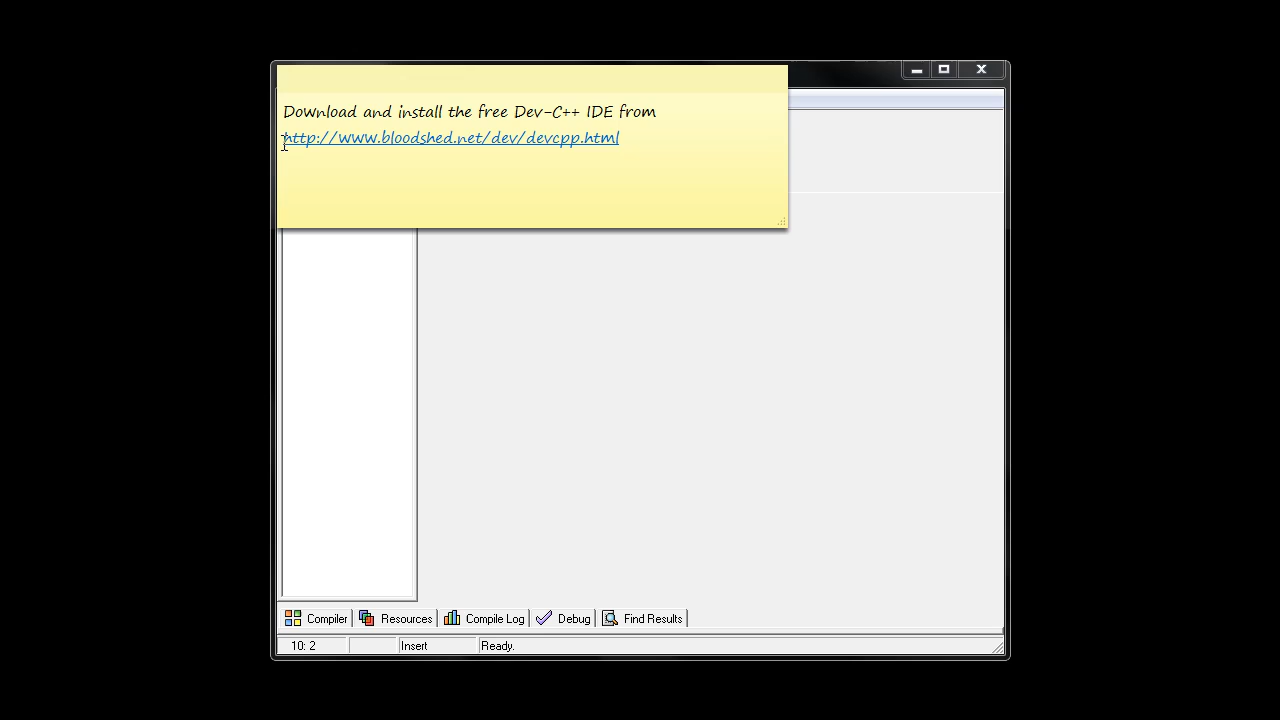 Download and install the free Dev-C++ IDE from
http://www.bloodshed.net/dev/devcpp.html
Compiler
Resources
Compile Log
Debug
Find Results
10: 2
Insert
Ready.